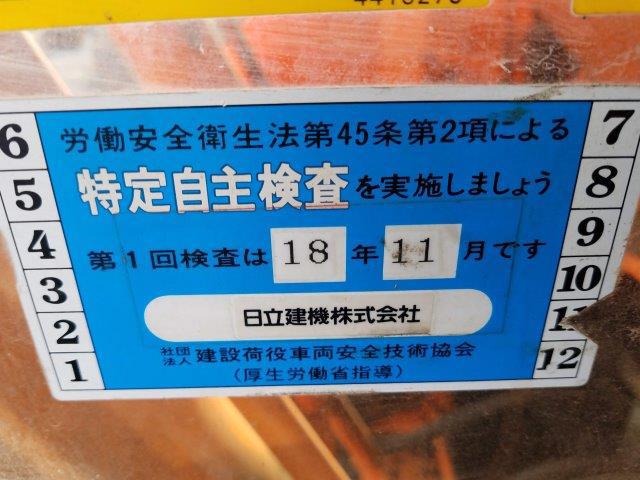 労働安全衛生法第45条第2項による
特定自主検査を実施しましょう
第1回検査は18年11月です
日立建機株式会社
社団法人 建設荷役車両安全技術協会
(厚生労働省指導)
6
5
4
3
2
1
7
8
9
10
11
12